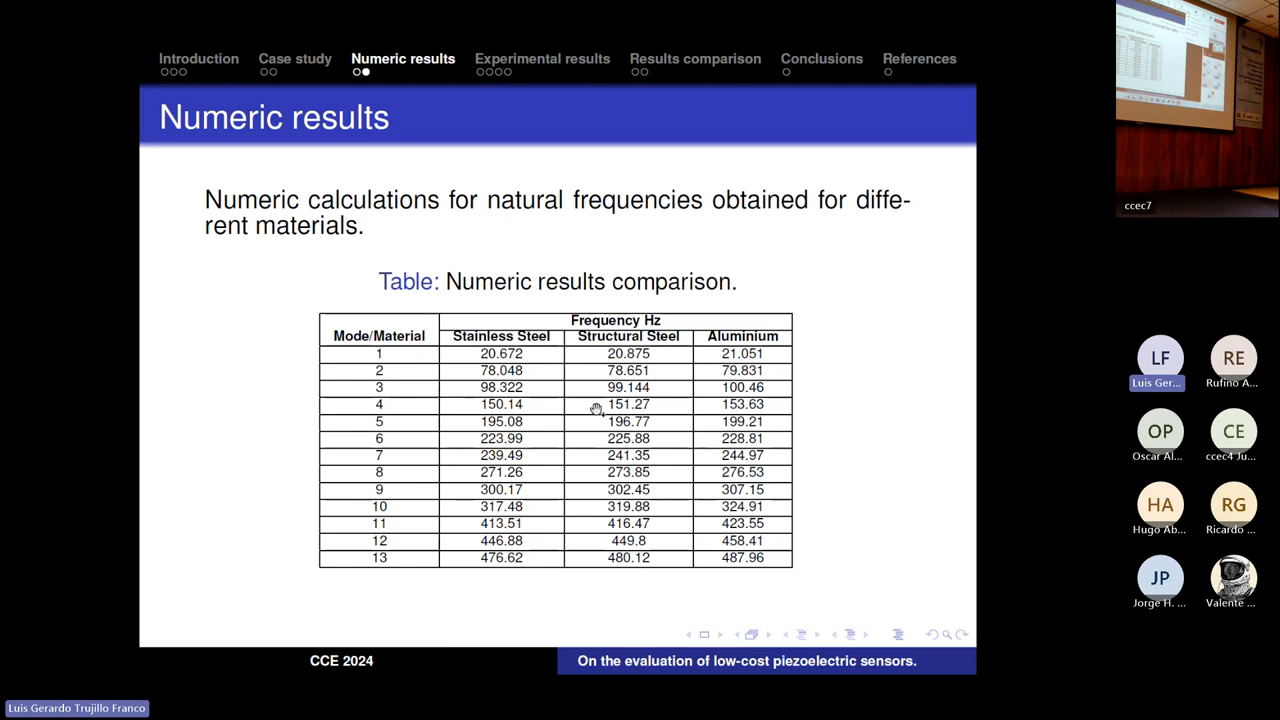 Introduction Case study Numeric results Experimental results Results comparison Conclusions References
Numeric results
Numeric calculations for natural frequencies obtained for diffe-
rent materials.
Table: Numeric results comparison.
Frequency Hz
Mode/Material Stainless Steel Structural Steel Aluminium
1 20.672 20.875 21.051
2 78.048 78.651 79.831
3 98.322 99.144 100.46
4 150.14 151.27 153.63
5 195.08 196.77 199.21
6 223.99 225.88 228.81
7 239.49 241.35 244.97
8 271.26 273.85 276.53
9 300.17 302.45 307.15
10 317.48 319.88 324.91
11 413.51 416.47 423.55
12 446.88 449.8 458.41
13 476.62 480.12 487.96
CCE 2024 On the evaluation of low-cost piezoelectric sensors.
Luis Gerardo Trujillo Franco
ccec7
LF RE
Luis Ger... Rufino A...
OP CE
Oscar Al... ccec4 Ju...
HA RG
Hugo Ab... Ricardo ...
JP
Jorge H. ... Valente ...